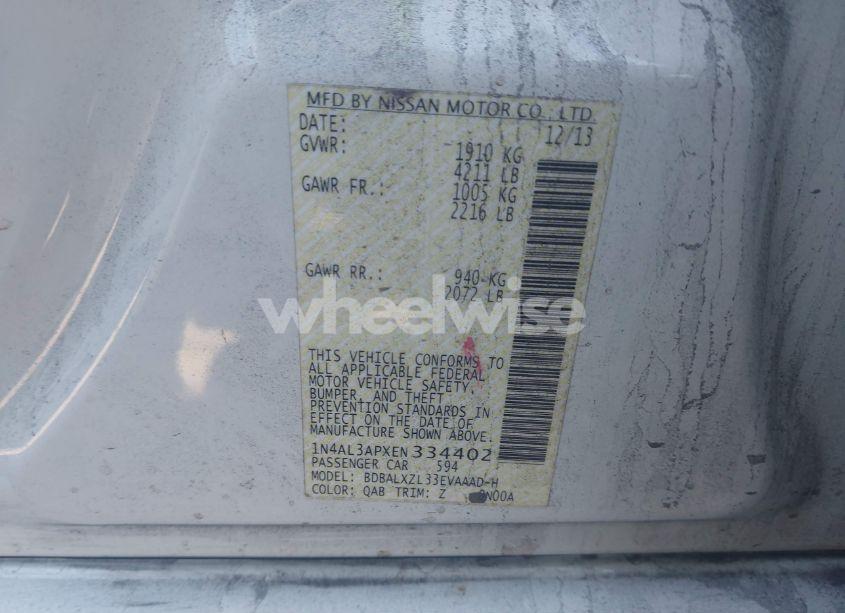 MFD BY NISSAN MOTOR CO., LTD.
DATE: 12/13
GVWR: 1910 KG
4211 LB
GAWR FR.: 1005 KG
2216 LB
GAWR RR.: 940 KG
2072 LB
wheelwise
THIS VEHICLE CONFORMS TO
ALL APPLICABLE FEDERAL
MOTOR VEHICLE SAFETY,
BUMPER, AND THEFT
PREVENTION STANDARDS IN
EFFECT ON THE DATE OF
MANUFACTURE SHOWN ABOVE.
1N4AL3APXEN 334402
PASSENGER CAR 594
MODEL: BDBALXZL33EVAAAD-H
COLOR: QAB TRIM: Z